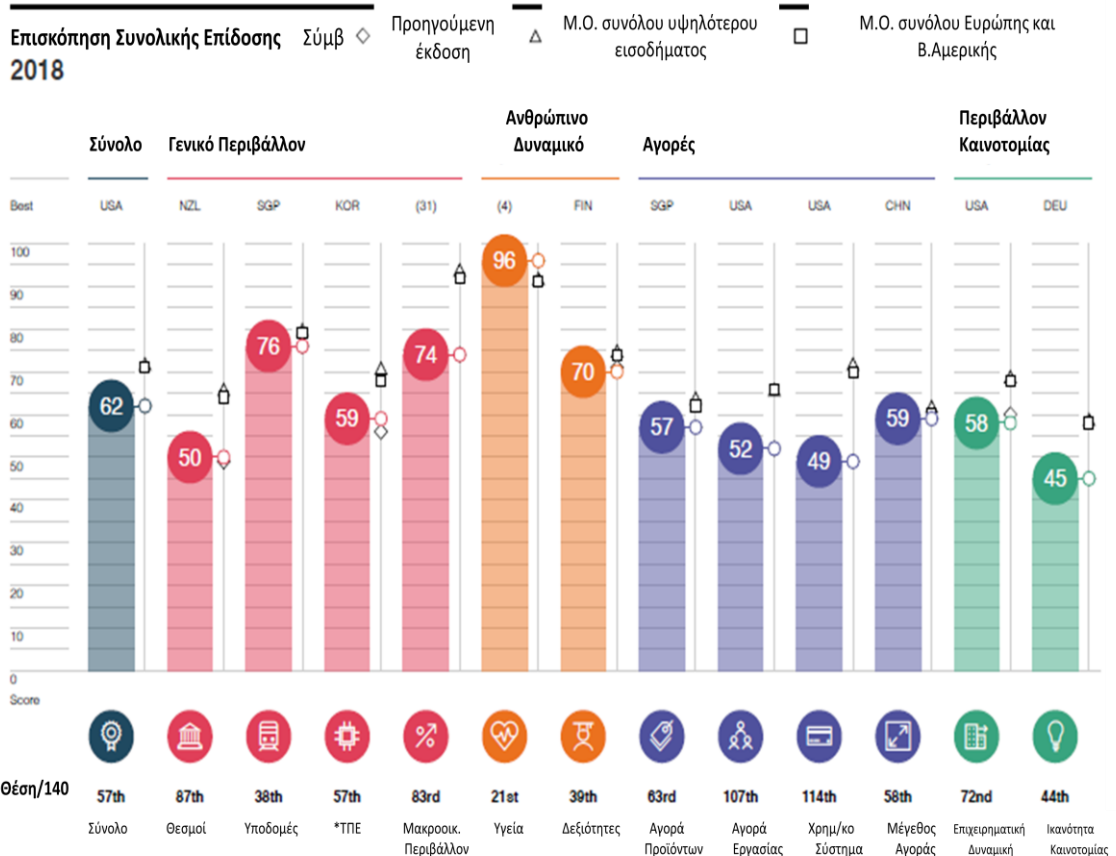 Επισκόπηση Συνολικής Επίδοσης 2018
Σύμβ
Προηγούμενη έκδοση
Μ.Ο. συνόλου υψηλότερου εισοδήματος
Μ.Ο. συνόλου Ευρώπης και Β.Αμερικής
Σύνολο
Γενικό Περιβάλλον
Ανθρώπινο Δυναμικό
Αγορές
Περιβάλλον Καινοτομίας
Best USA NZL SGP KOR (31) (4) FIN SGP USA USA CHN USA DEU
100
90
80
70
60
50
40
30
20
10
0
Score
62 50 76 59 74 96 70 57 52 49 59 58 45
Θέση/140 57th 87th 38th 57th 83rd 21st 39th 63rd 107th 114th 58th 72nd 44th
Σύνολο
Θεσμοί
Υποδομές
*ΤΠΕ
Μακροοικ. Περιβάλλον
Υγεία
Δεξιότητες
Αγορά Προϊόντων
Αγορά Εργασίας
Χρημ/κο Σύστημα
Μέγεθος Αγοράς
Επιχειρηματική Δυναμική
Ικανότητα Καινοτομίας